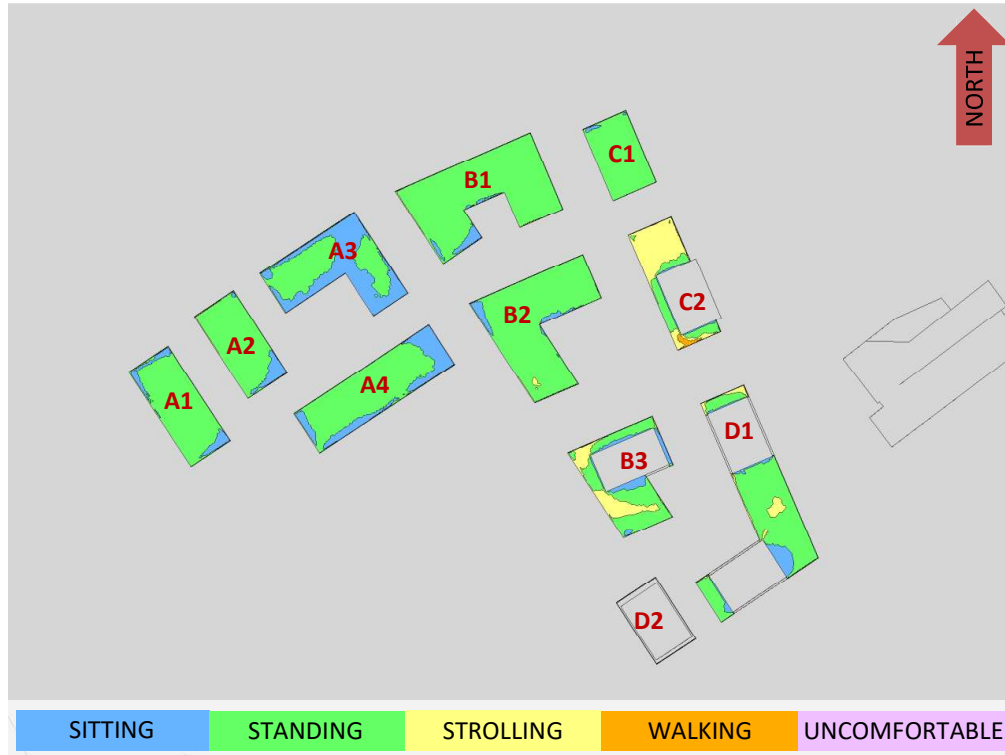 NORTH
C1
B1
A3
C2
B2
A2
A4
A1
D1
B3
D2
SITTING
STANDING
STROLLING
WALKING
UNCOMFORTABLE